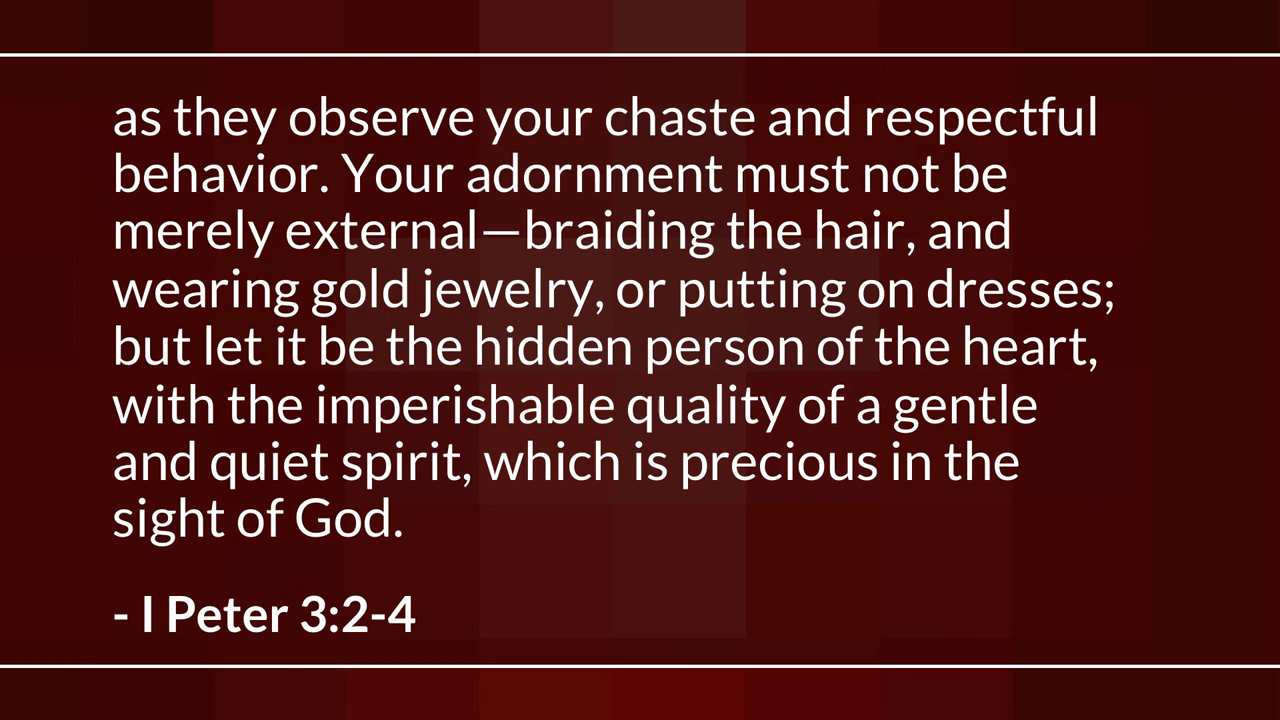 as they observe your chaste and respectful
behavior. Your adornment must not be
merely external—braiding the hair, and
wearing gold jewelry, or putting on dresses;
but let it be the hidden person of the heart,
with the imperishable quality of a gentle
and quiet spirit, which is precious in the
sight of God.
- I Peter 3:2-4